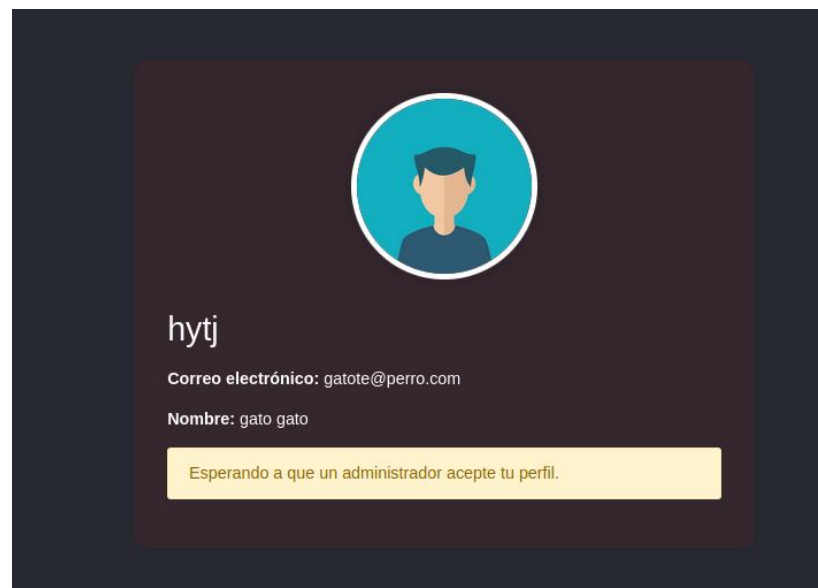 hytj
Correo electrónico: gatote@perro.com
Nombre: gato gato
Esperando a que un administrador acepte tu perfil.